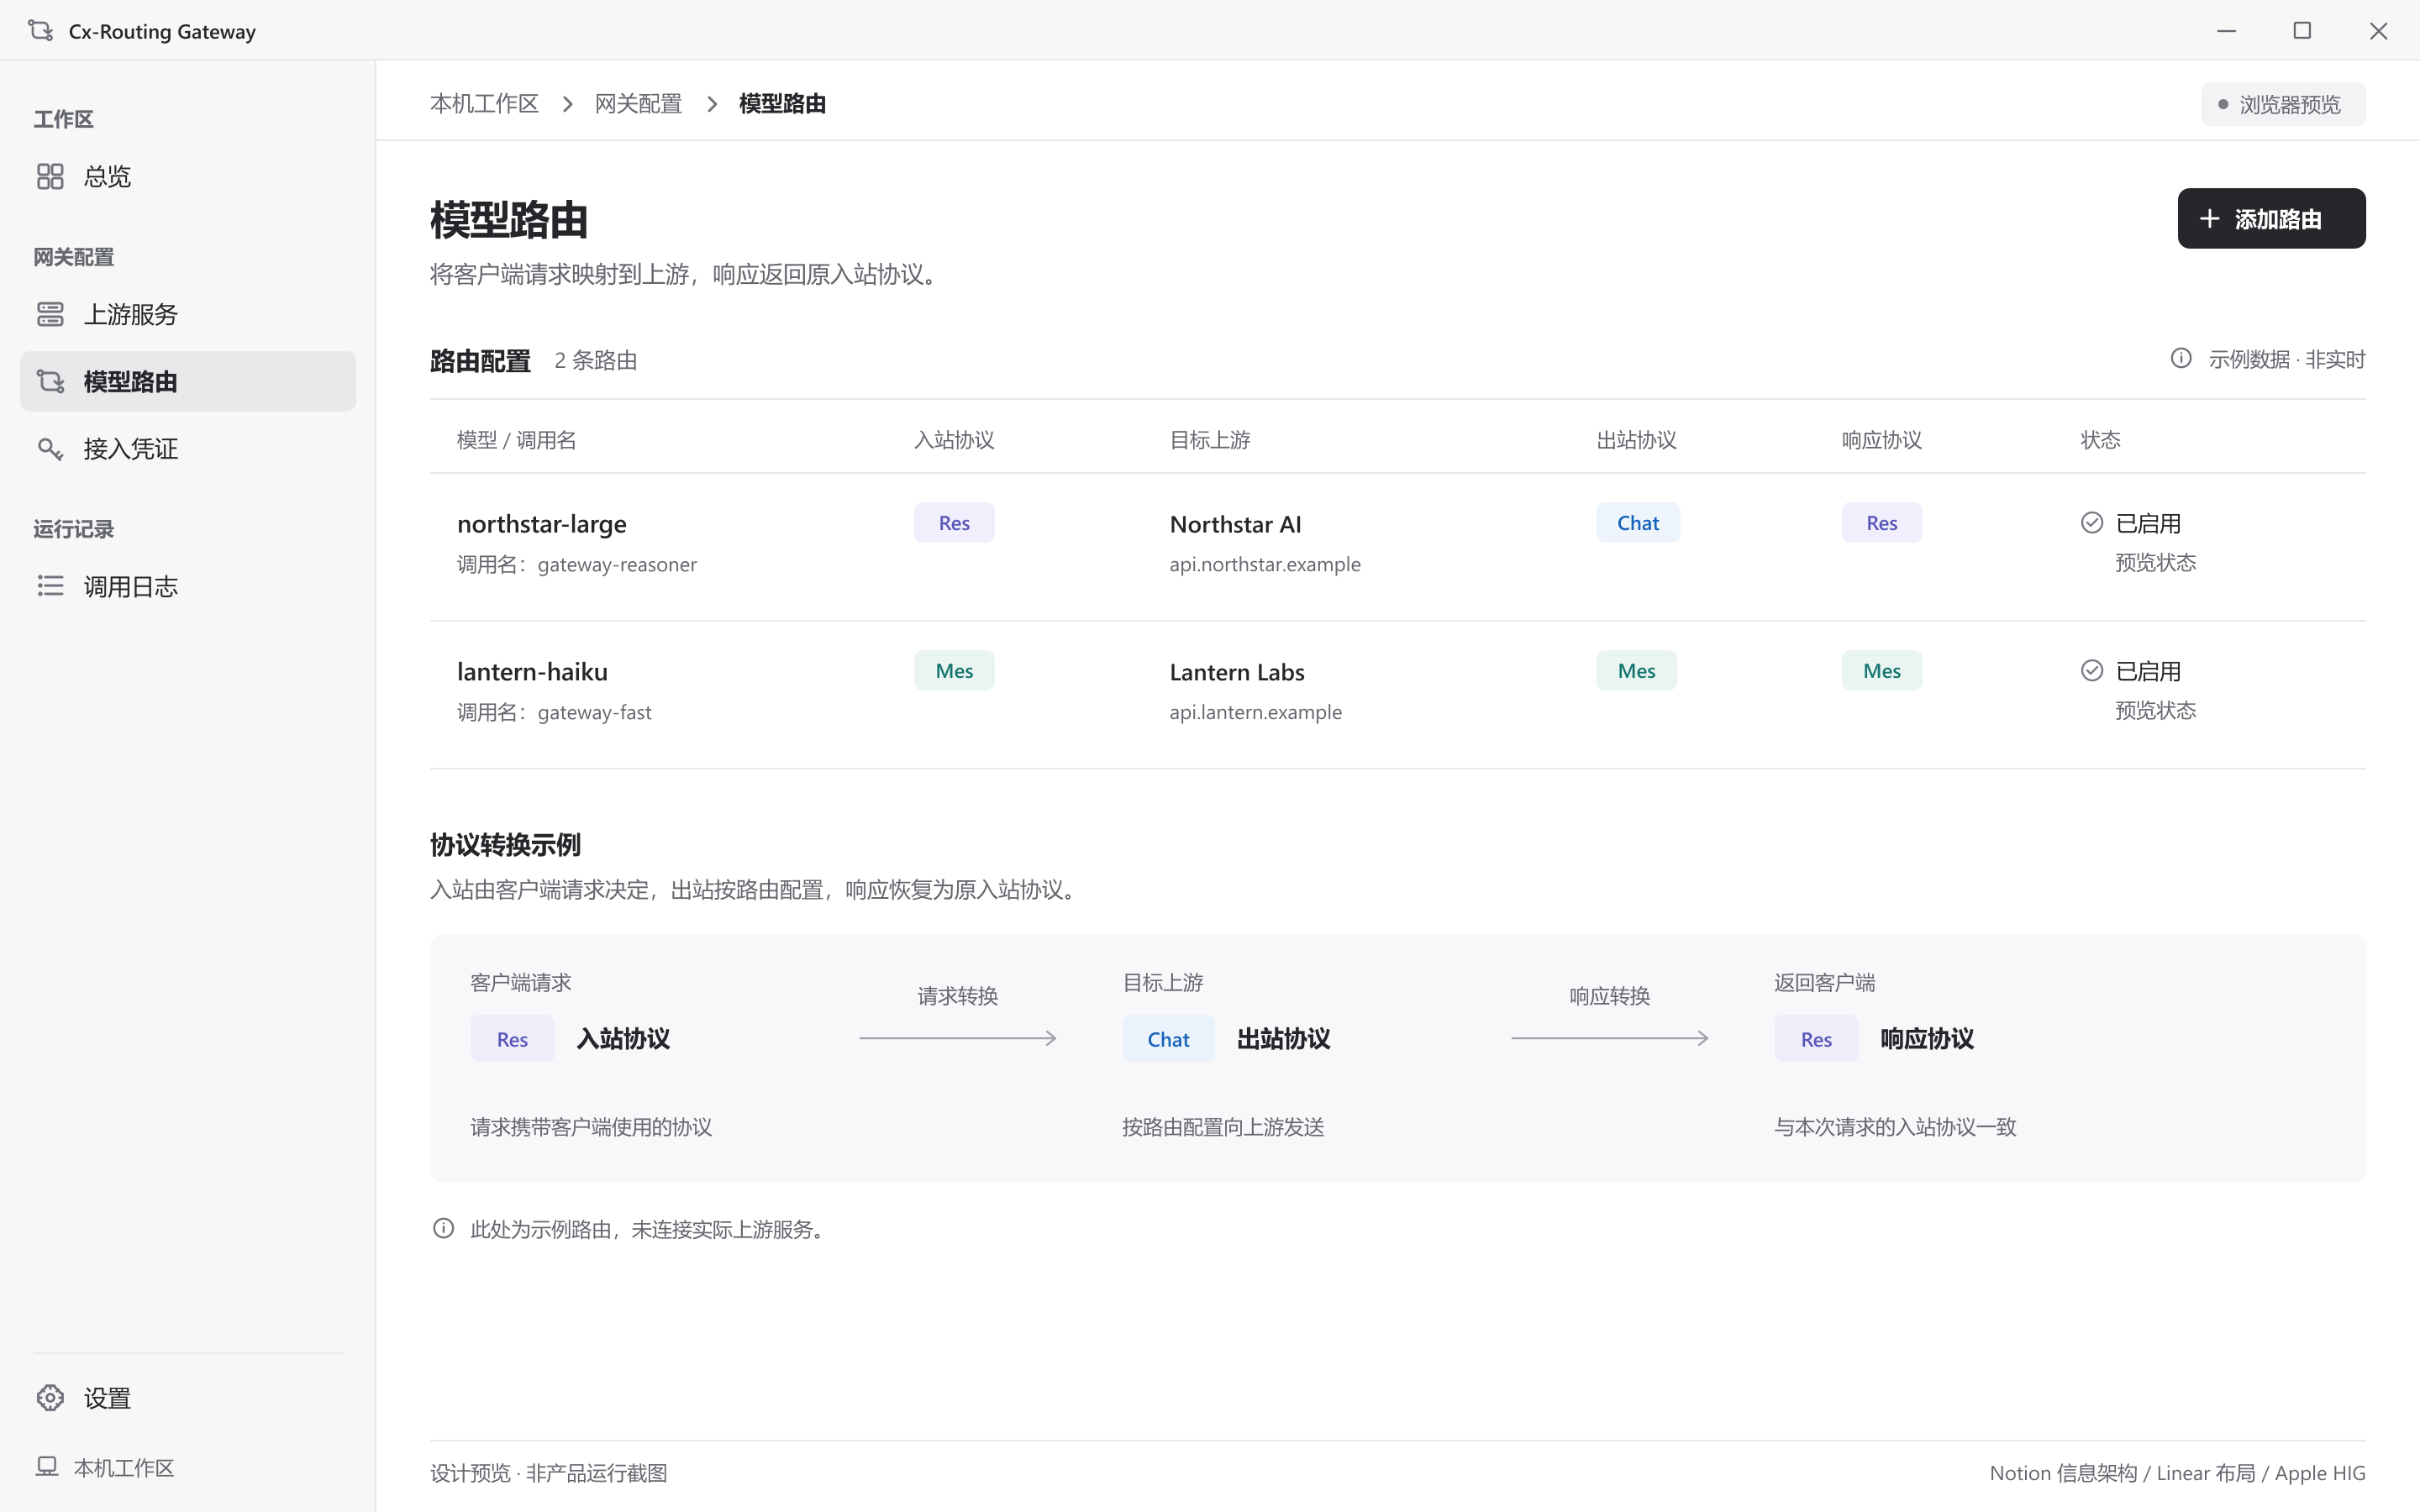 Cx-Routing Gateway
工作区
总览
网关配置
上游服务
模型路由
接入凭证
运行记录
调用日志
设置
本机工作区
本机工作区 > 网关配置 > 模型路由
浏览器预览
模型路由
添加路由
将客户端请求映射到上游，响应返回原入站协议。
路由配置 2 条路由
示例数据 · 非实时
模型 / 调用名 入站协议 目标上游 出站协议 响应协议 状态
northstar-large Res Northstar AI Chat Res 已启用
调用名：gateway-reasoner api.northstar.example 预览状态
lantern-haiku Mes Lantern Labs Mes Mes 已启用
调用名：gateway-fast api.lantern.example 预览状态
协议转换示例
入站由客户端请求决定，出站按路由配置，响应恢复为原入站协议。
客户端请求 请求转换 目标上游 响应转换 返回客户端
Res 入站协议 Chat 出站协议 Res 响应协议
请求携带客户端使用的协议 按路由配置向上游发送 与本次请求的入站协议一致
此处为示例路由，未连接实际上游服务。
设计预览 · 非产品运行截图
Notion 信息架构 / Linear 布局 / Apple HIG